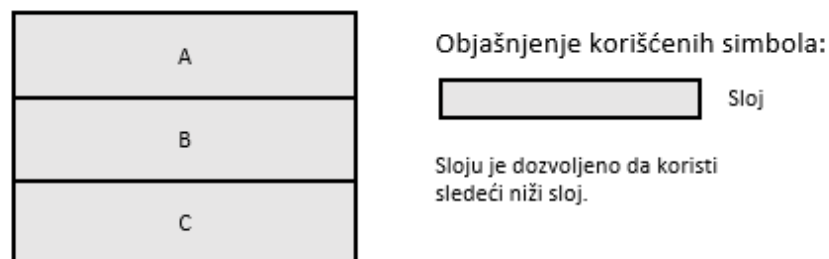 A
B
C
Objašnjenje korišćenih simbola:
Sloj
Sloju je dozvoljeno da koristi
sledeći niži sloj.